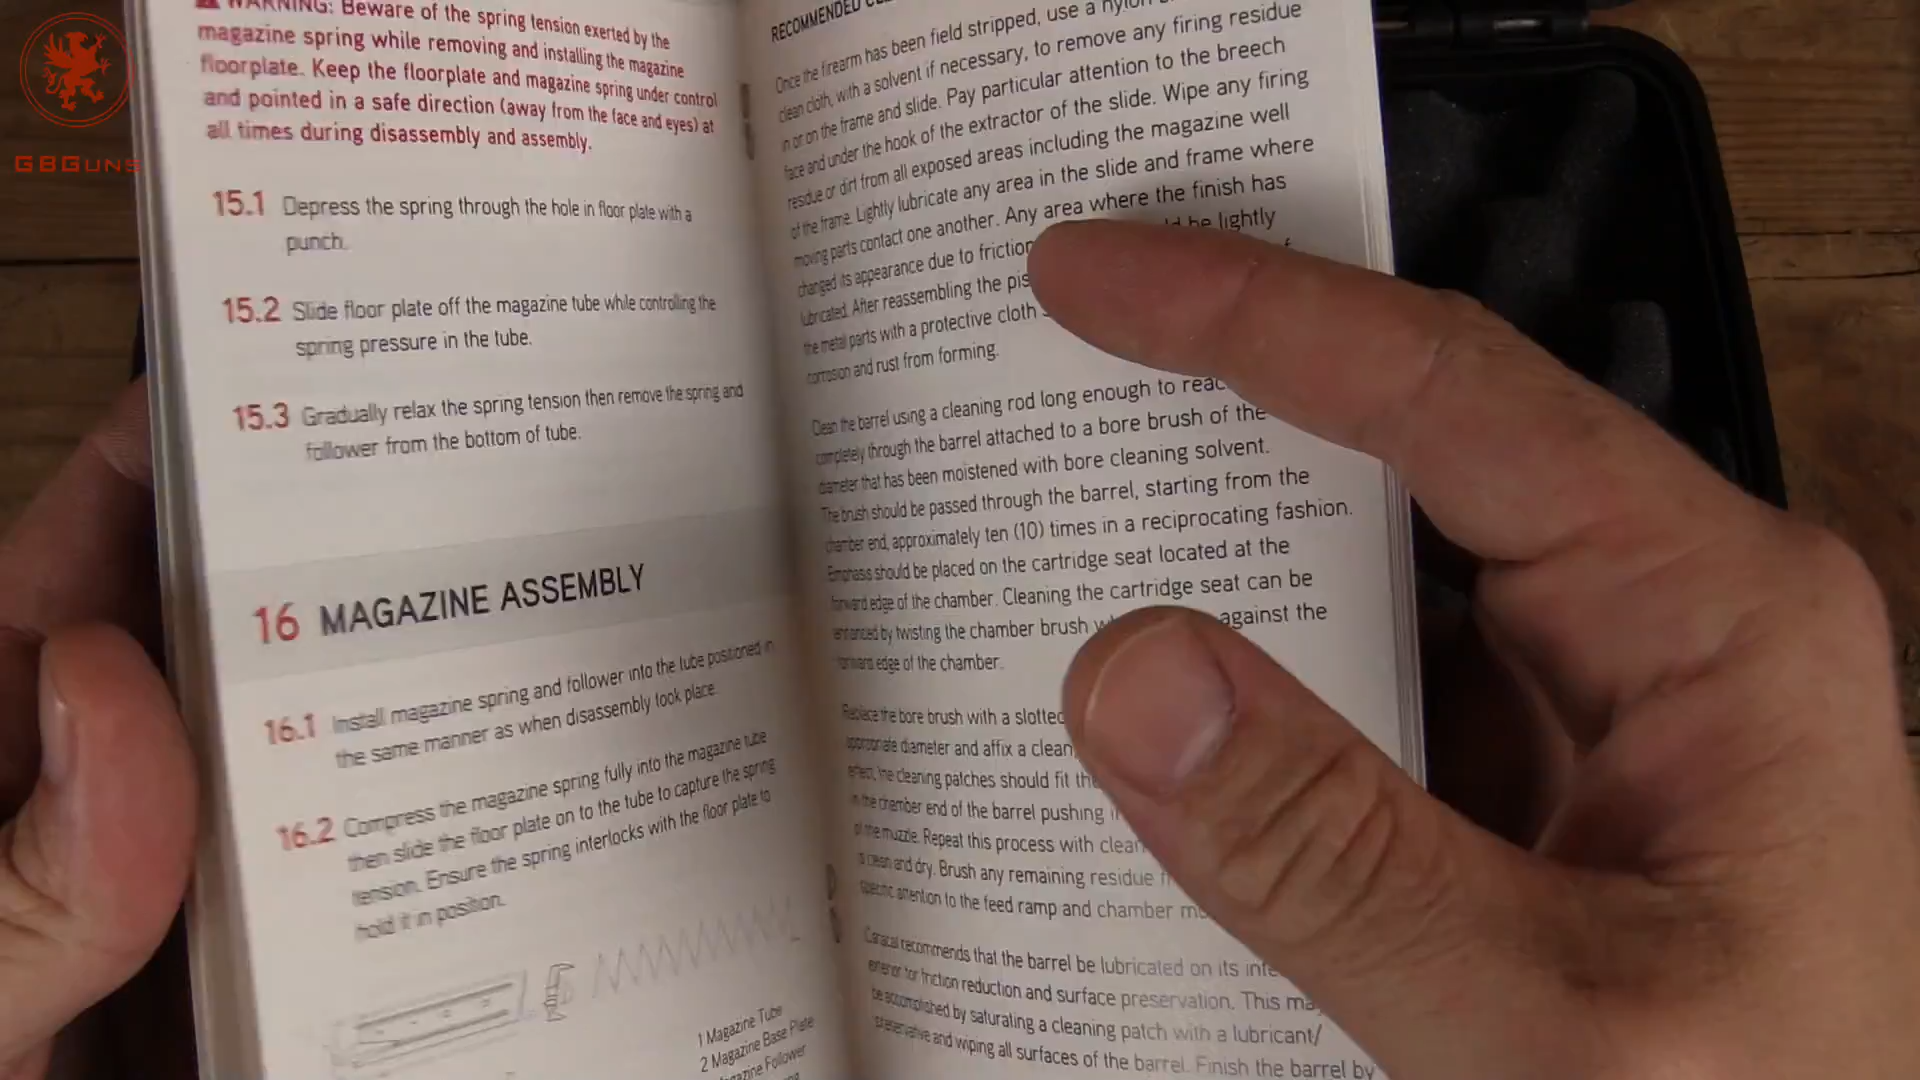 GBGuns
WARNING: Beware of the spring tension exerted by the
magazine spring while removing and installing the magazine
floorplate. Keep the floorplate and magazine spring under control
and pointed in a safe direction (away from the face and eyes) at
all times during disassembly and assembly.
15.1 Depress the spring through the hole in floor plate with a
punch.
15.2 Slide floor plate off the magazine tube while controlling the
spring pressure in the tube.
15.3 Gradually relax the spring tension then remove the spring and
follower from the bottom of tube.
16 MAGAZINE ASSEMBLY
16.1 Install magazine spring and follower into the tube positioned in
the same manner as when disassembly took place.
16.2 Compress the magazine spring fully into the magazine tube
then slide the floor plate on to the tube to capture the spring
tension. Ensure the spring interlocks with the floor plate to
hold it in position.
1 Magazine Tube
2 Magazine Base Plate
Magazine Follower
RECOMMENDED
Once the firearm has been field stripped, use a nylon
clean cloth, with a solvent if necessary, to remove any firing residue
in or on the frame and slide. Pay particular attention to the breech
face and under the hook of the extractor of the slide. Wipe any firing
residue or dirt from all exposed areas including the magazine well
of the frame. Lightly lubricate any area in the slide and frame where
moving parts contact one another. Any area where the finish has
changed its appearance due to friction be lightly
lubricated. After reassembling the
the metal parts with a protective cloth
corrosion and rust from forming.
Clean the barrel using a cleaning rod long enough to
completely through the barrel attached to a bore brush of the
diameter that has been moistened with bore cleaning solvent.
The brush should be passed through the barrel, starting from the
chamber end, approximately ten (10) times in a reciprocating fashion.
Emphasis should be placed on the cartridge seat located at the
forward edge of the chamber. Cleaning the cartridge seat can be
enhanced by twisting the chamber brush against the
forward edge of the chamber.
Replace the bore brush with a slotted
appropriate diameter and affix a clean
effect, the cleaning patches should fit
in the chamber end of the barrel pushing
of the muzzle. Repeat this process with clean
is clean and dry. Brush any remaining residue
specific attention to the feed ramp and chamber
Caracal recommends that the barrel be lubricated on its
exterior for friction reduction and surface preservation. This
be accomplished by saturating a cleaning patch with a lubricant/
preservative and wiping all surfaces of the barrel. Finish the barrel by